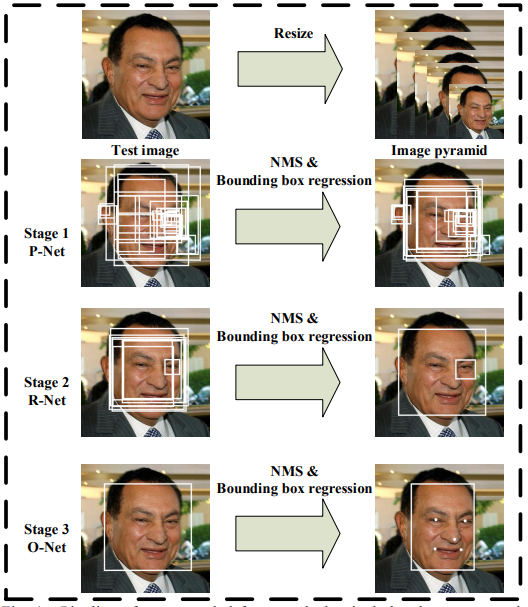 Resize
Test image
Image pyramid
NMS &
Bounding box regression
Stage 1
P-Net
NMS &
Bounding box regression
Stage 2
R-Net
NMS &
Bounding box regression
Stage 3
O-Net